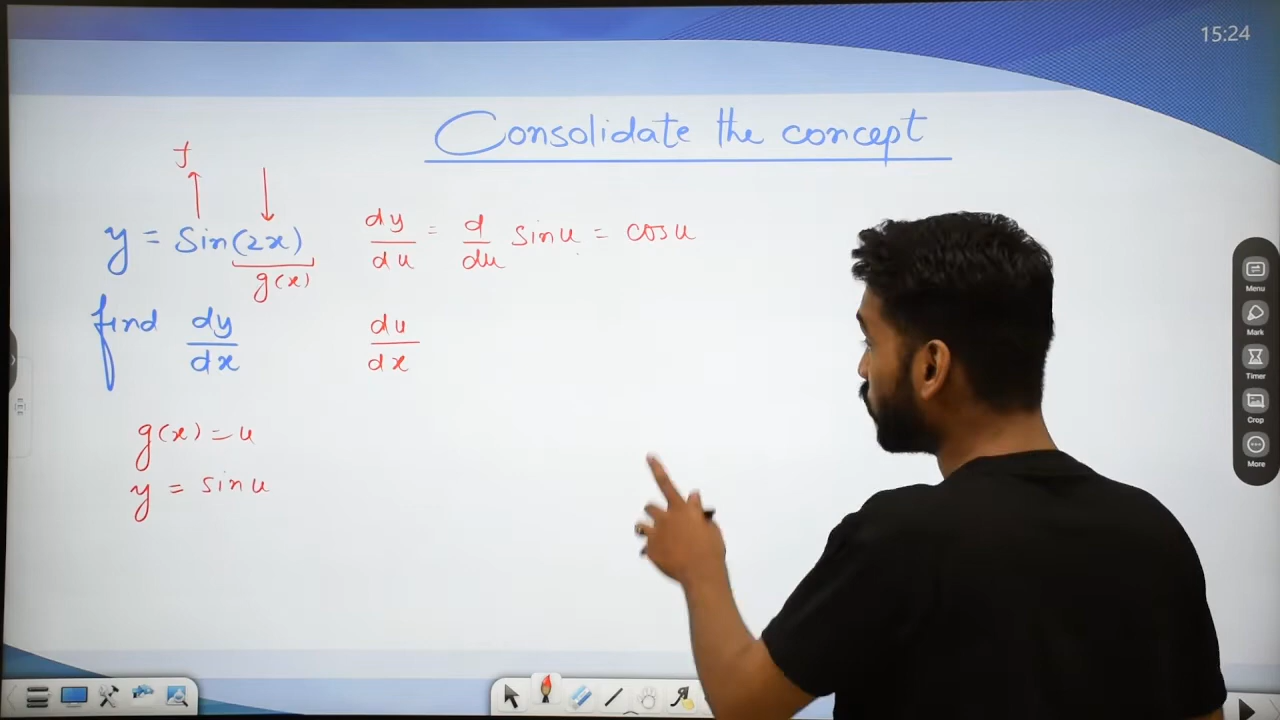 15:24
Consolidate the concept
f
y = Sin(2x)
g(x)
dy/du = d/du sin u = cos u
find dy/dx
du/dx
g(x) = u
y = sin u
Menu
Mark
Timer
Crop
More